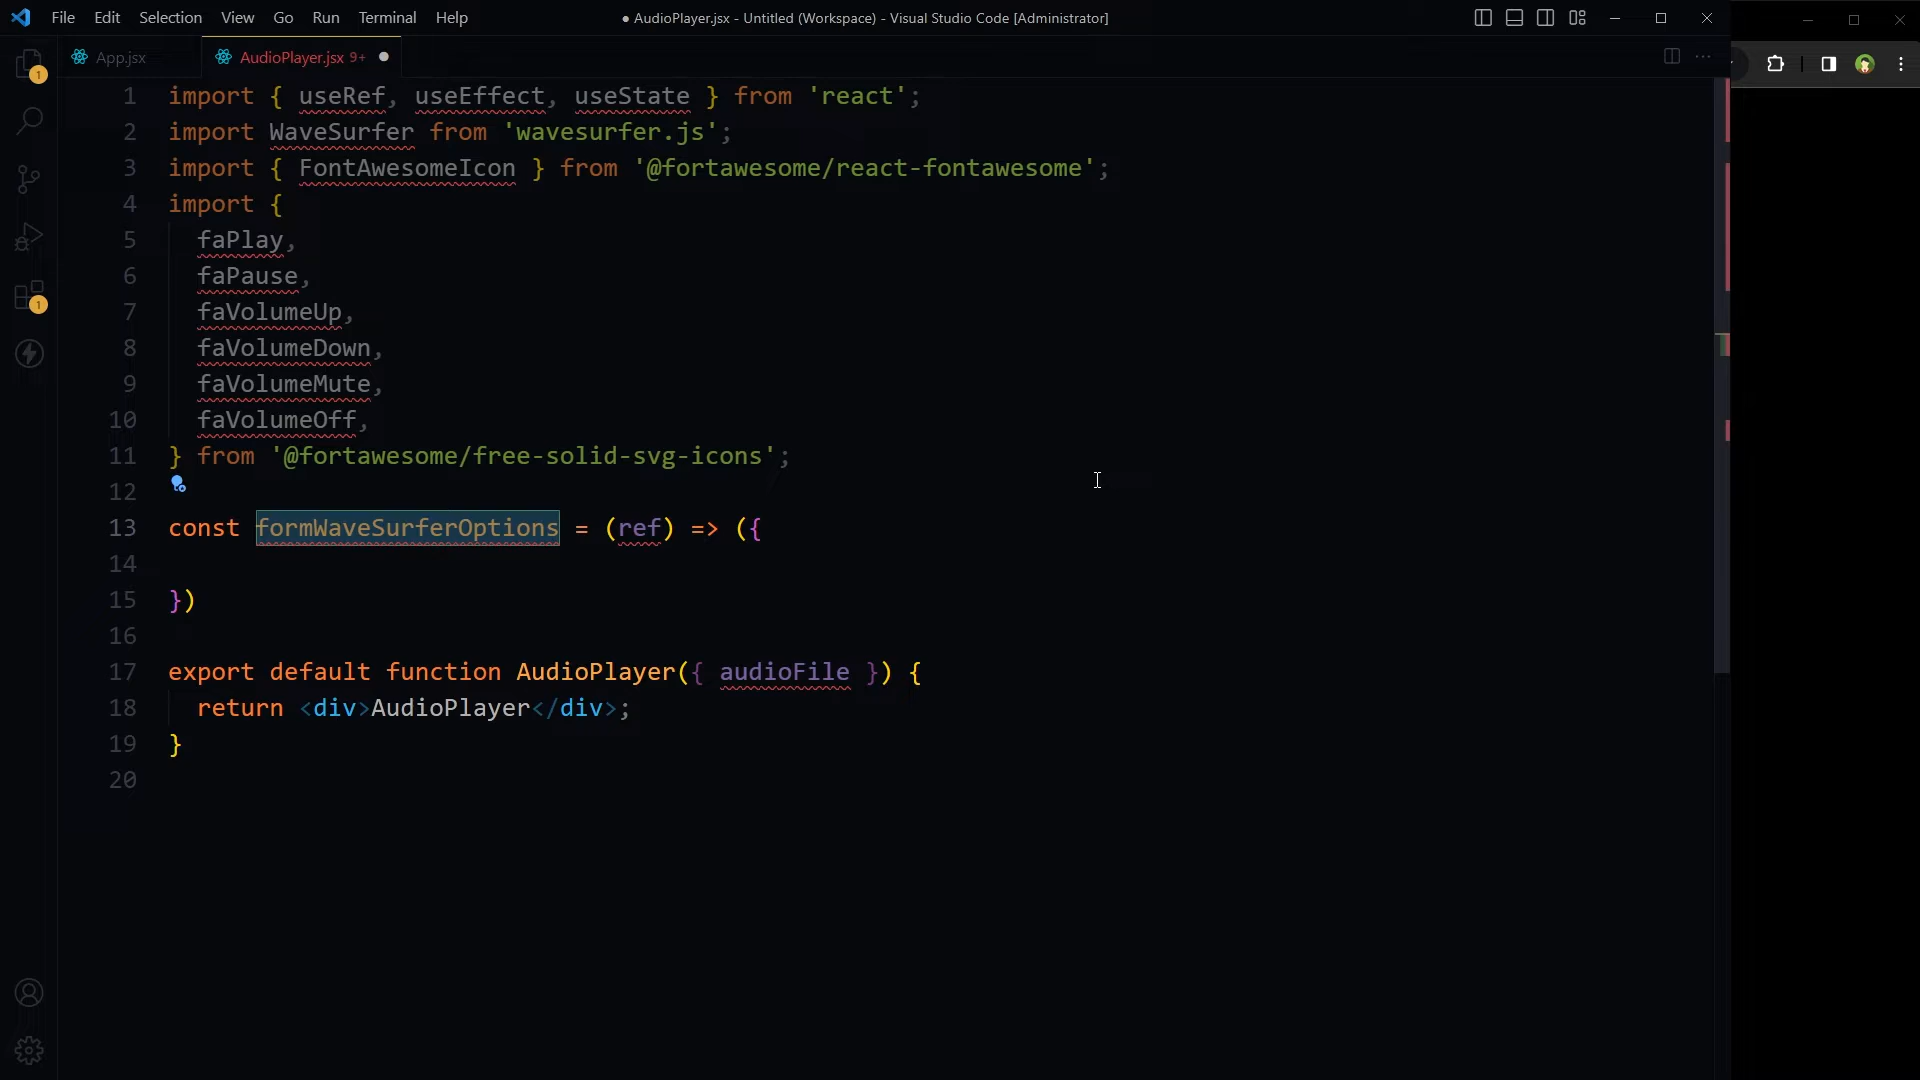 File Edit Selection View Go Run Terminal Help
● AudioPlayer.jsx - Untitled (Workspace) - Visual Studio Code [Administrator]
App.jsx
AudioPlayer.jsx 9+
1
1
1 import { useRef, useEffect, useState } from 'react';
2 import WaveSurfer from 'wavesurfer.js';
3 import { FontAwesomeIcon } from '@fortawesome/react-fontawesome';
4 import {
5 faPlay,
6 faPause,
7 faVolumeUp,
8 faVolumeDown,
9 faVolumeMute,
10 faVolumeOff,
11 } from '@fortawesome/free-solid-svg-icons';
12
13 const formWaveSurferOptions = (ref) => ({
14
15 })
16
17 export default function AudioPlayer({ audioFile }) {
18 return <div>AudioPlayer</div>;
19 }
20